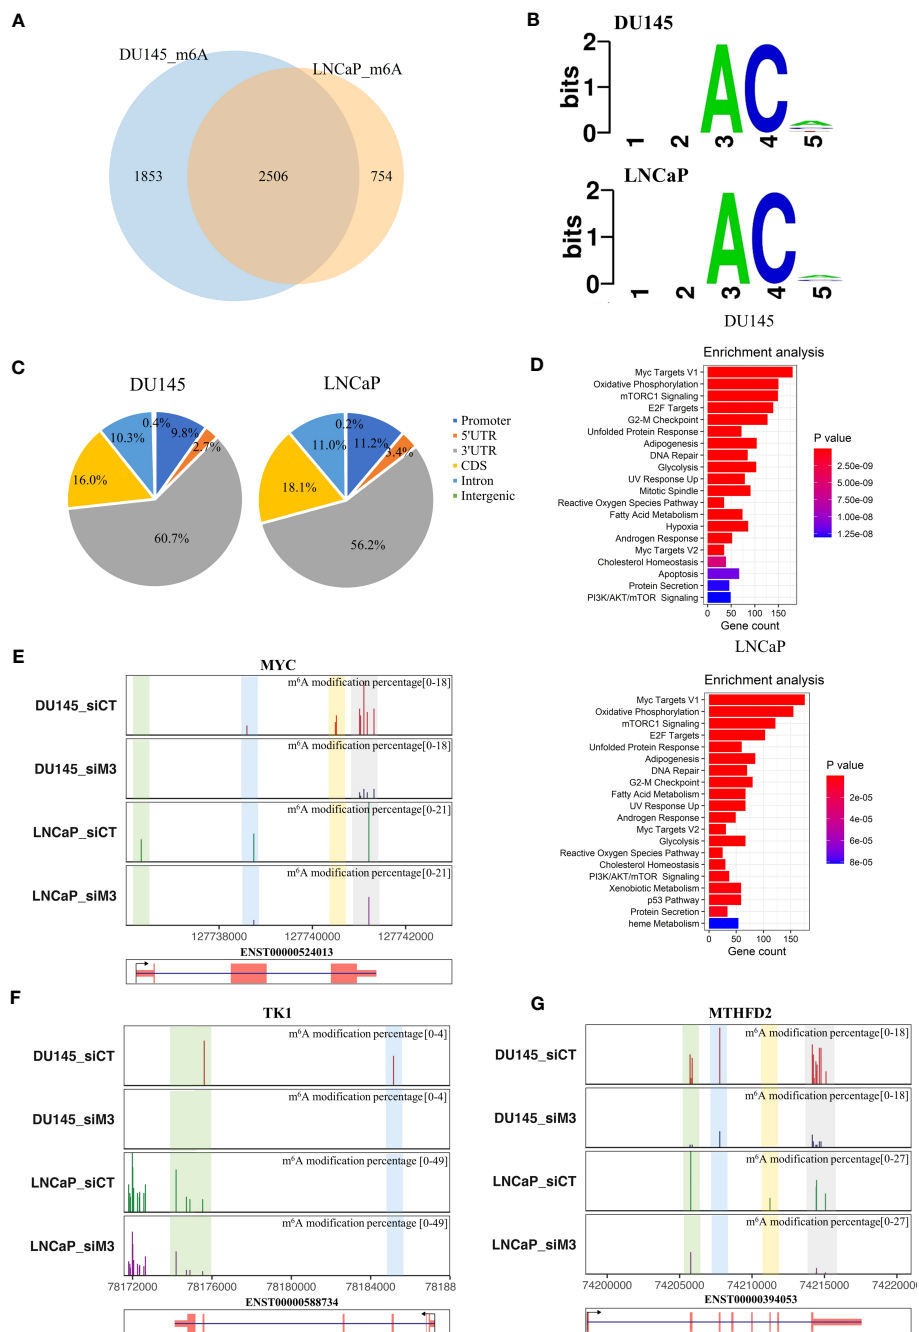 A
DU145_m6A
LNCaP_m6A
1853
2506
754
B
DU145
bits
2
1
0
A C
1 2 3 4 5
LNCaP
bits
2
1
0
A C
1 2 3 4 5
C
DU145
0.4%
9.8%
2.7%
10.3%
16.0%
60.7%
LNCaP
0.2%
11.2%
3.4%
11.0%
18.1%
56.2%
Promoter
5'UTR
3'UTR
CDS
Intron
Intergenic
D
DU145
Enrichment analysis
Myc Targets V1
Oxidative Phosphorylation
mTORC1 Signaling
E2F Targets
G2-M Checkpoint
Unfolded Protein Response
Adipogenesis
DNA Repair
Glycolysis
UV Response Up
Mitotic Spindle
Reactive Oxygen Species Pathway
Fatty Acid Metabolism
Hypoxia
Androgen Response
Myc Targets V2
Cholesterol Homeostasis
Apoptosis
Protein Secretion
PI3K/AKT/mTOR Signaling
0 50 100 150
Gene count
P value
2.50e-09
5.00e-09
7.50e-09
1.00e-08
1.25e-08
LNCaP
Enrichment analysis
Myc Targets V1
Oxidative Phosphorylation
mTORC1 Signaling
E2F Targets
Unfolded Protein Response
Adipogenesis
DNA Repair
G2-M Checkpoint
Fatty Acid Metabolism
UV Response Up
Androgen Response
Myc Targets V2
Glycolysis
Reactive Oxygen Species Pathway
Cholesterol Homeostasis
PI3K/AKT/mTOR Signaling
Xenobiotic Metabolism
p53 Pathway
Protein Secretion
heme Metabolism
0 50 100 150
Gene count
P value
2e-05
4e-05
6e-05
8e-05
E
MYC
DU145_siCT
m⁶A modification percentage[0-18]
DU145_siM3
m⁶A modification percentage[0-18]
LNCaP_siCT
m⁶A modification percentage[0-21]
LNCaP_siM3
m⁶A modification percentage[0-21]
127738000 127740000 127742000
ENST00000524013
F
TK1
DU145_siCT
m⁶A modification percentage[0-4]
DU145_siM3
m⁶A modification percentage[0-4]
LNCaP_siCT
m⁶A modification percentage [0-49]
LNCaP_siM3
m⁶A modification percentage[0-49]
78172000 78176000 78180000 78184000 78188
ENST00000588734
G
MTHFD2
DU145_siCT
m⁶A modification percentage[0-18]
DU145_siM3
m⁶A modification percentage[0-18]
LNCaP_siCT
m⁶A modification percentage[0-27]
LNCaP_siM3
m⁶A modification percentage[0-27]
74200000 74205000 74210000 74215000 7422000
ENST00000394053